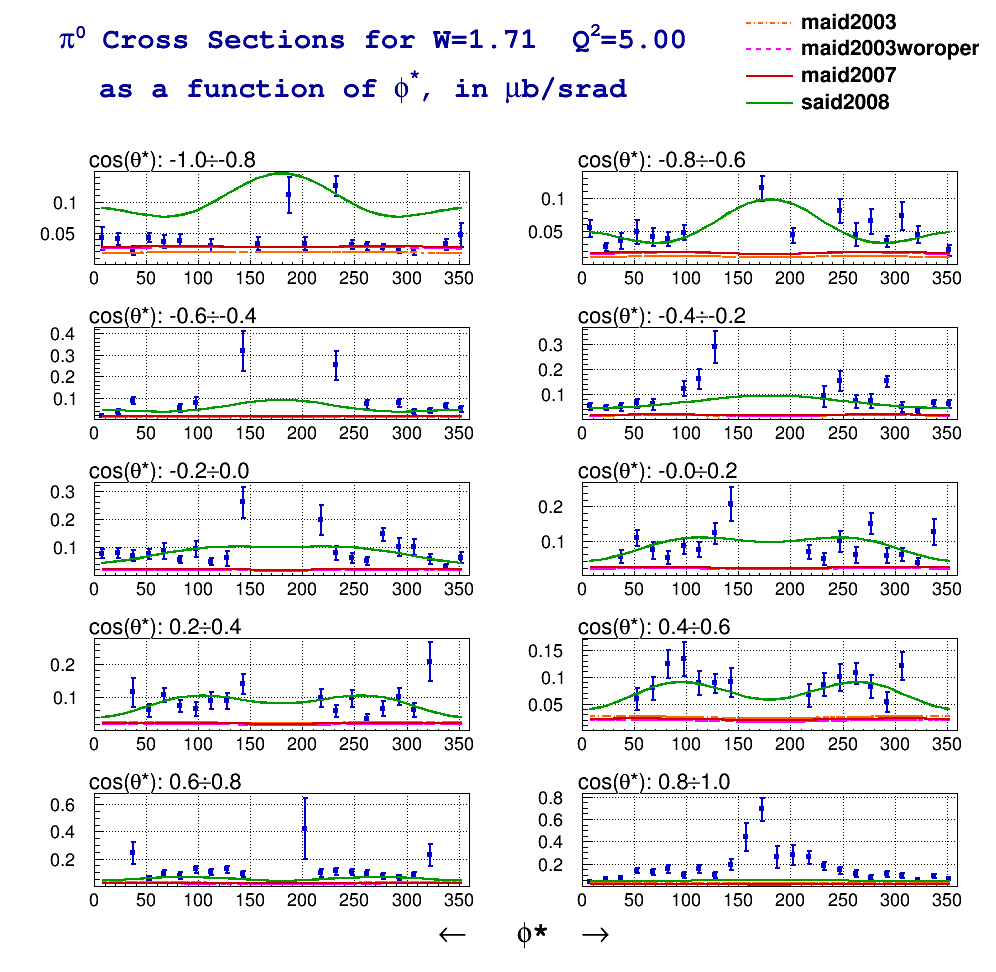 π⁰ Cross Sections for W=1.71 Q²=5.00
as a function of ϕ*, in μb/srad
maid2003
maid2003woroper
maid2007
said2008
cos(θ*): -1.0÷-0.8
0.1
0.05
0 50 100 150 200 250 300 350
cos(θ*): -0.8÷-0.6
0.1
0.05
0 50 100 150 200 250 300 350
cos(θ*): -0.6÷-0.4
0.4
0.3
0.2
0.1
0 50 100 150 200 250 300 350
cos(θ*): -0.4÷-0.2
0.3
0.2
0.1
0 50 100 150 200 250 300 350
cos(θ*): -0.2÷0.0
0.3
0.2
0.1
0 50 100 150 200 250 300 350
cos(θ*): -0.0÷0.2
0.2
0.1
0 50 100 150 200 250 300 350
cos(θ*): 0.2÷0.4
0.2
0.1
0 50 100 150 200 250 300 350
cos(θ*): 0.4÷0.6
0.15
0.1
0.05
0 50 100 150 200 250 300 350
cos(θ*): 0.6÷0.8
0.6
0.4
0.2
0 50 100 150 200 250 300 350
cos(θ*): 0.8÷1.0
0.8
0.6
0.4
0.2
0 50 100 150 200 250 300 350
← ϕ* →